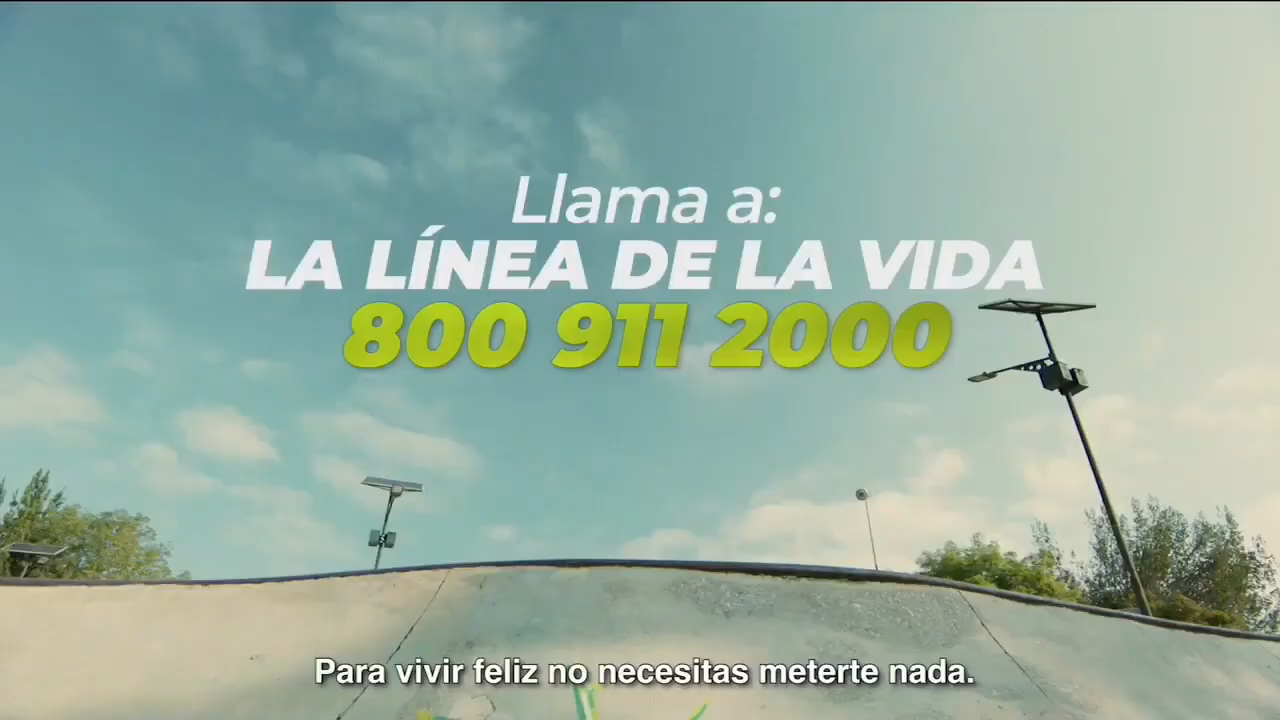 Llama a:
LA LÍNEA DE LA VIDA
800 911 2000
Para vivir feliz no necesitas meterte nada.